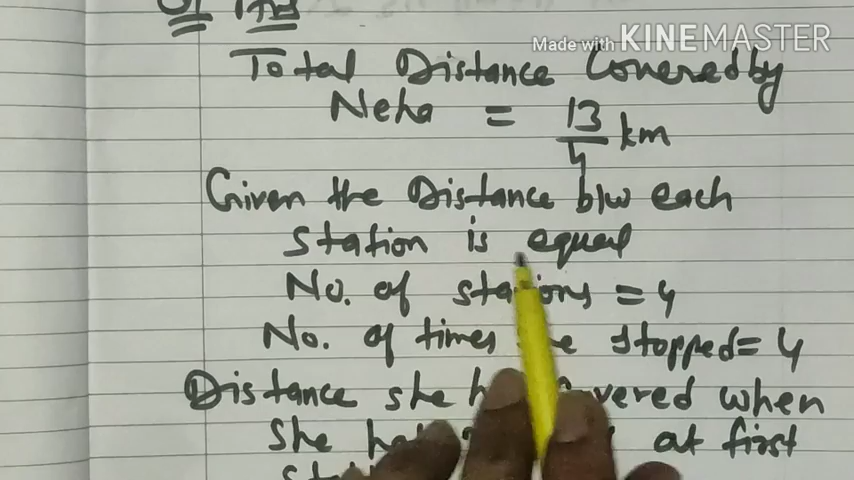 Made with KINEMASTER
Total Distance Covered by
Neha = 13/4 km
Given the Distance b/w each
station is equal
No. of stations = 4
No. of times stopped = 4
Distance she covered when
She at first